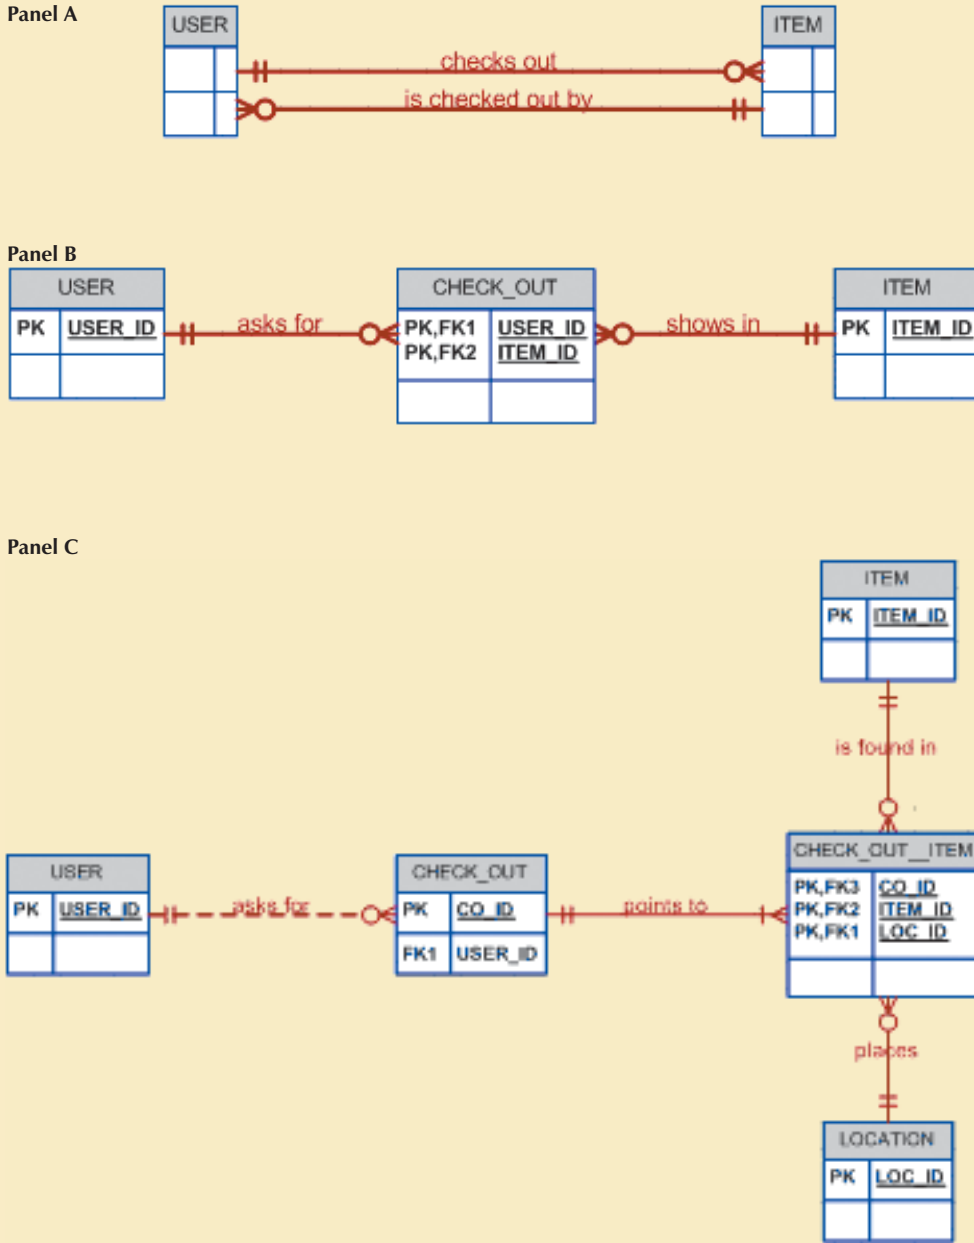 Panel A
USER
ITEM
checks out
is checked out by
Panel B
USER
CHECK_OUT
ITEM
PK USER_ID
asks for
PK,FK1 USER_ID
PK,FK2 ITEM_ID
shows in
PK ITEM_ID
Panel C
ITEM
PK ITEM_ID
is found in
USER
PK USER_ID
asks for
CHECK_OUT
PK CO_ID
FK1 USER_ID
points to
CHECK_OUT_ITEM
PK,FK3 CO_ID
PK,FK2 ITEM_ID
PK,FK1 LOC_ID
places
LOCATION
PK LOC_ID